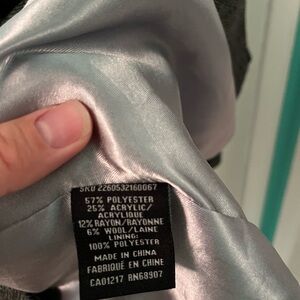 SKU 2260532160067
57% POLYESTER
25% ACRYLIC/
ACRYLIQUE
12% RAYON/RAYONNE
6% WOOL/LAINE
LINING:
100% POLYESTER
MADE IN CHINA
FABRIQUÉ EN CHINE
CA01217 RN68907